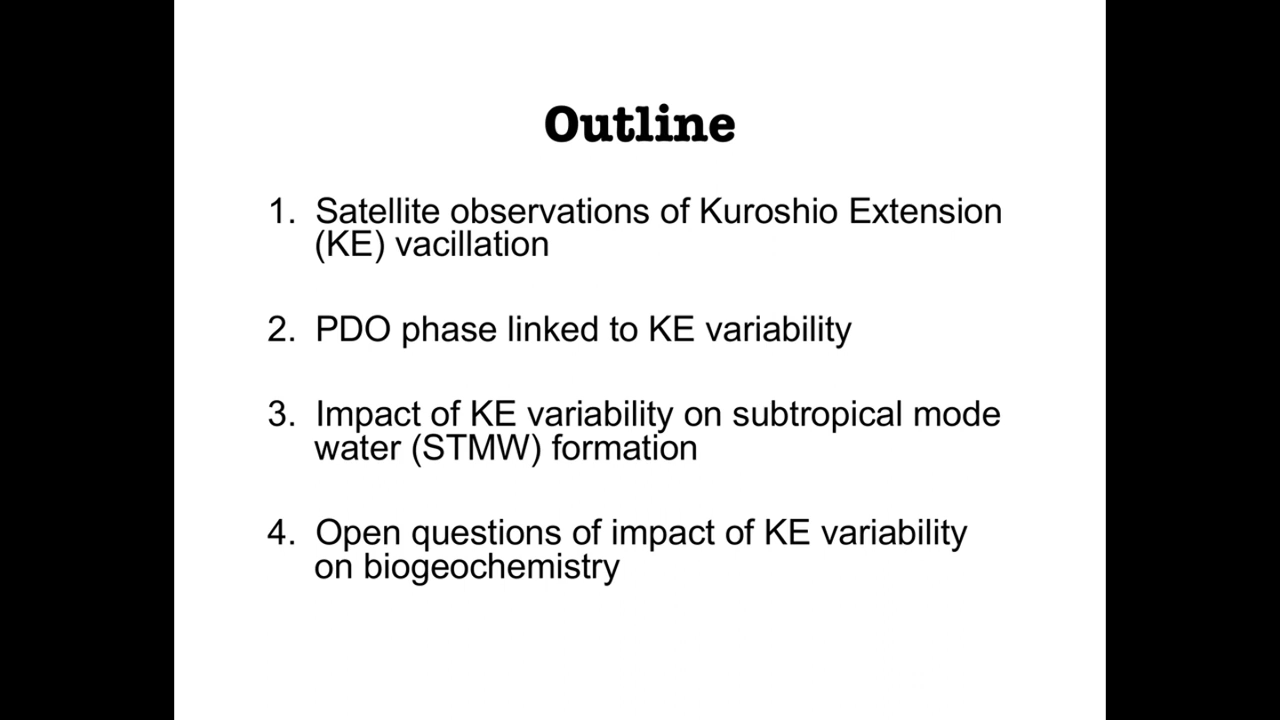 Outline
1. Satellite observations of Kuroshio Extension
(KE) vacillation
2. PDO phase linked to KE variability
3. Impact of KE variability on subtropical mode
water (STMW) formation
4. Open questions of impact of KE variability
on biogeochemistry